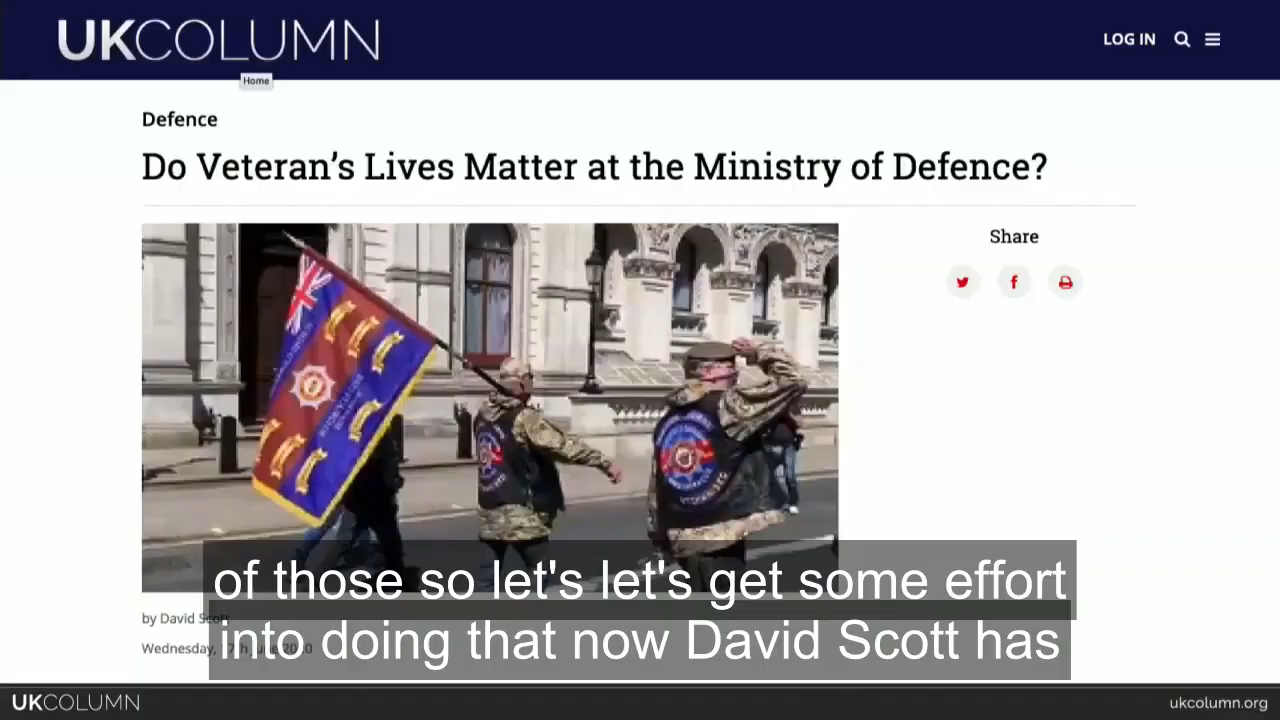 UKCOLUMN
LOG IN
Home
Defence
Do Veteran's Lives Matter at the Ministry of Defence?
Share
of those so let's let's get some effort
by David Scott
into doing that now David Scott has
Wednesday,
UKCOLUMN
ukcolumn.org